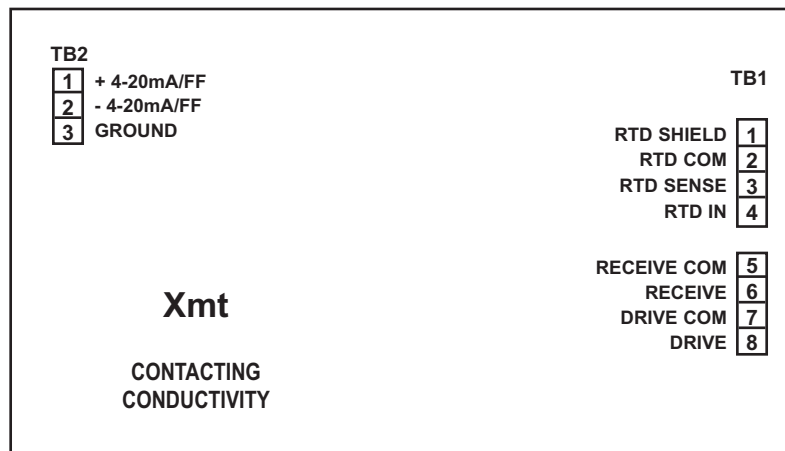 TB2
1 + 4-20mA/FF
2 - 4-20mA/FF
3 GROUND
TB1
RTD SHIELD 1
RTD COM 2
RTD SENSE 3
RTD IN 4
RECEIVE COM 5
RECEIVE 6
DRIVE COM 7
DRIVE 8
Xmt
CONTACTING
CONDUCTIVITY